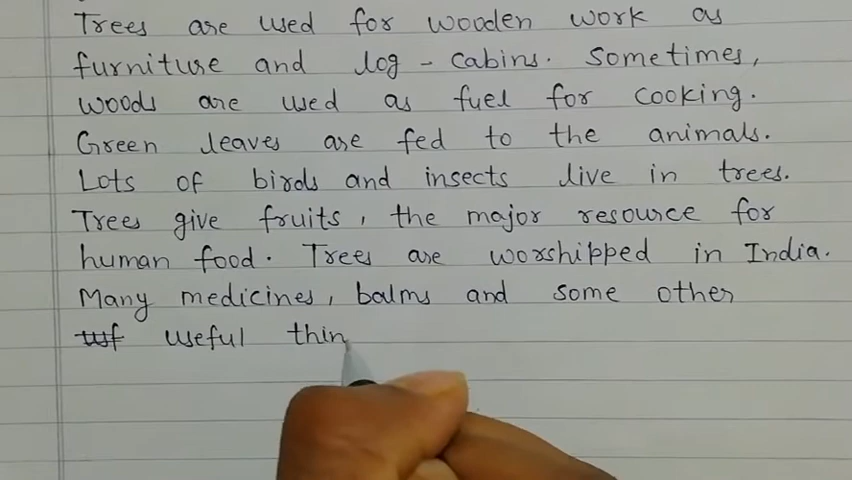 Trees are used for wooden work as
furniture and log - cabins. Sometimes,
woods are used as fuel for cooking.
Green leaves are fed to the animals.
Lots of birds and insects live in trees.
Trees give fruits, the major resource for
human food. Trees are worshipped in India.
Many medicines, balms and some other
useful thin